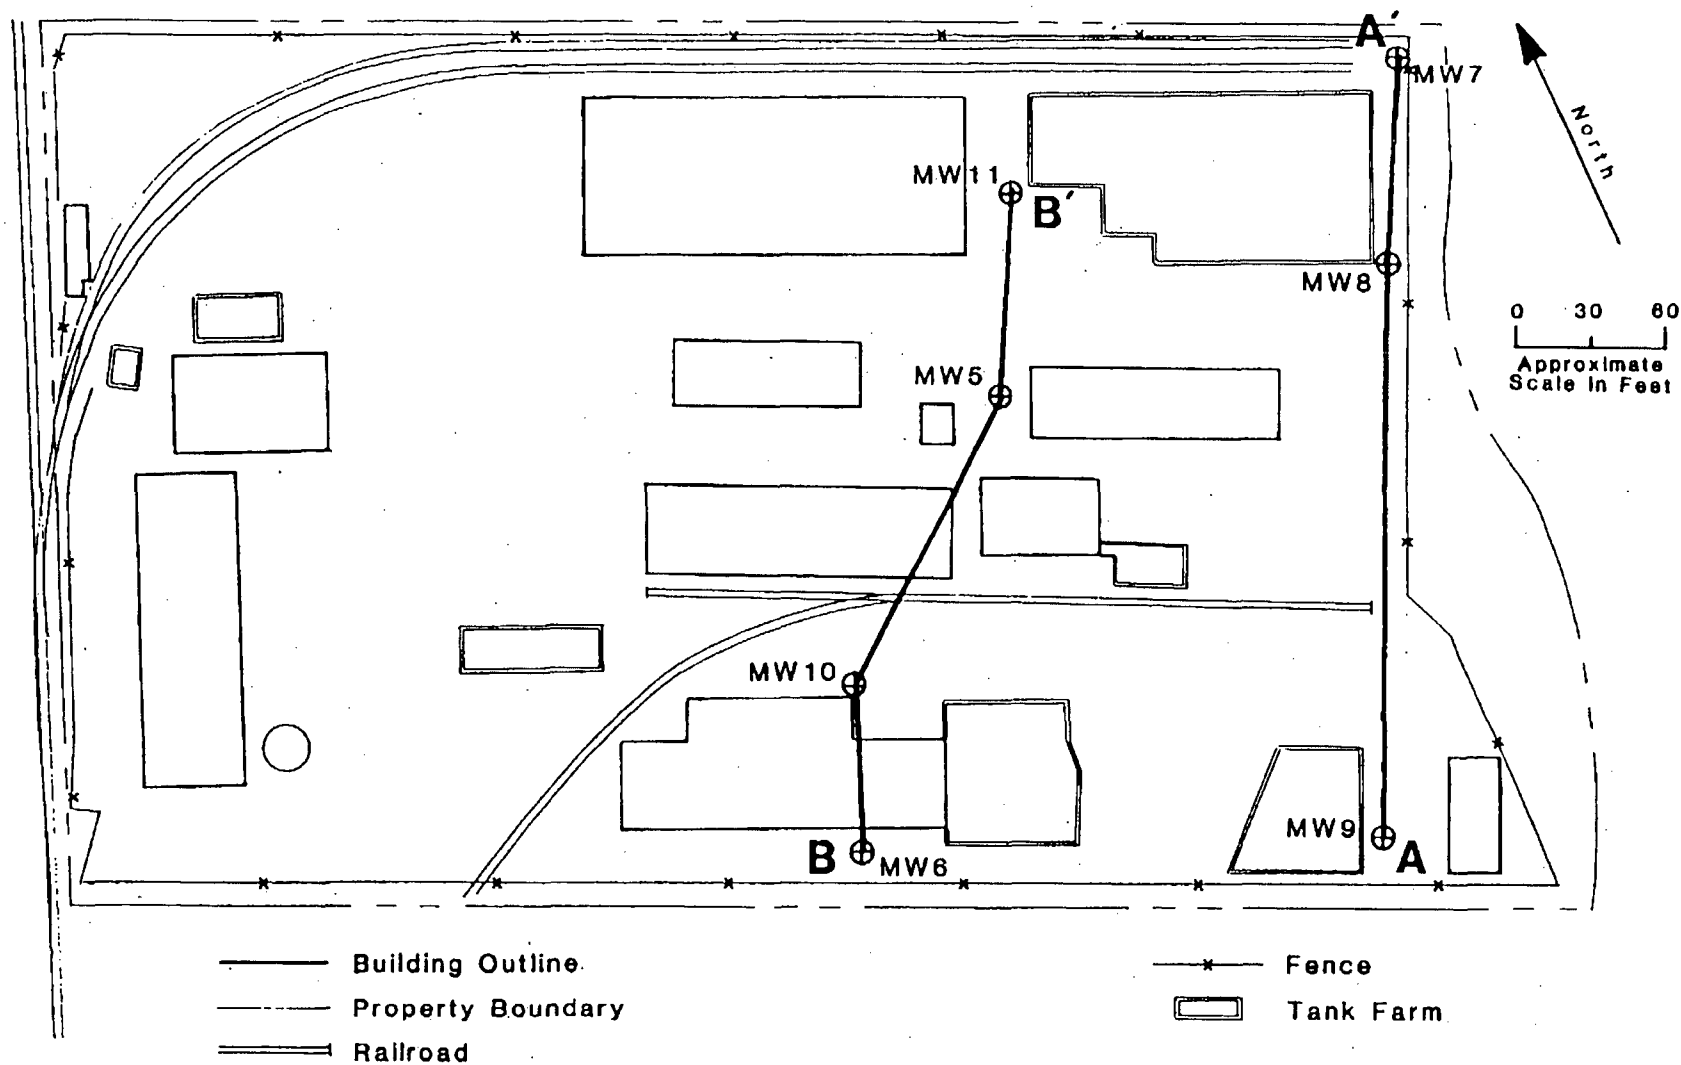 A'
MW7
North
MW11
B'
MW8
0 30 60
Approximate
Scale in Feet
MW5
MW10
MW9
A
B
MW6
Building Outline
Property Boundary
Railroad
Fence
Tank Farm